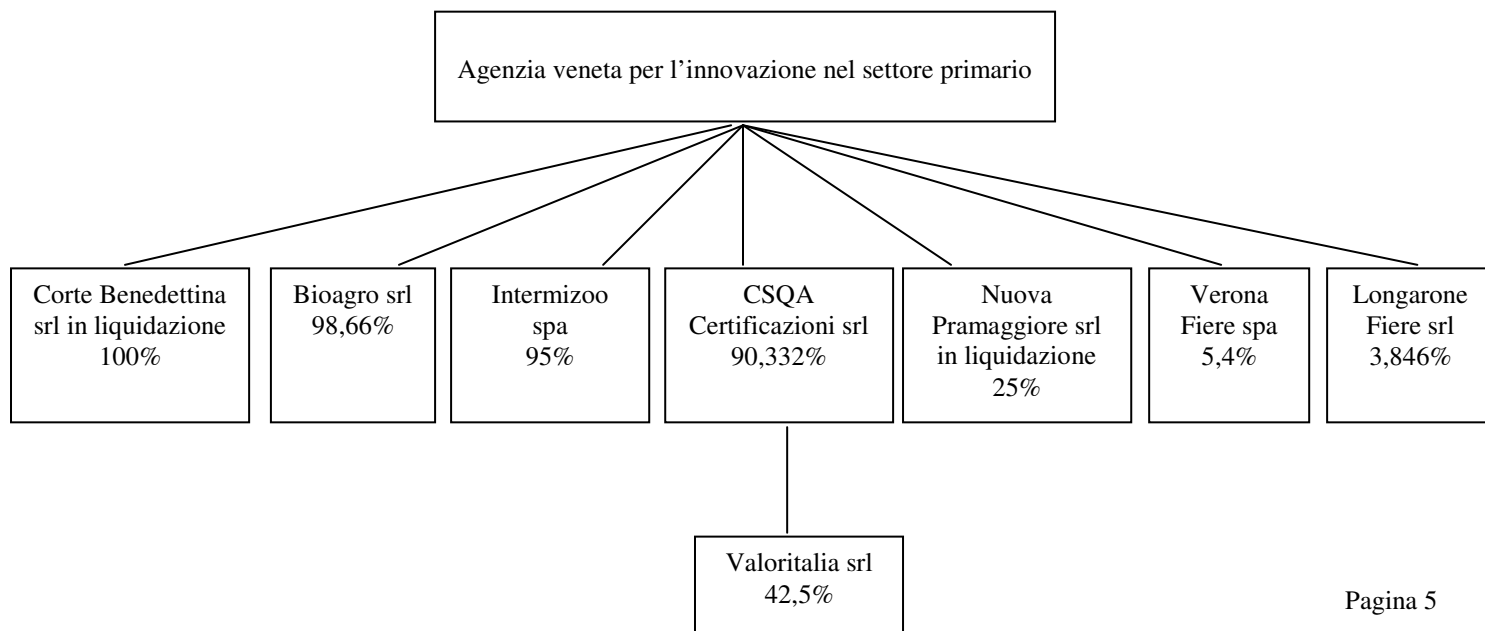 Agenzia veneta per l’innovazione nel settore primario
Corte Benedettina
srl in liquidazione
100%
Bioagro srl
98,66%
Intermizoo
spa
95%
CSQA
Certificazioni srl
90,332%
Nuova
Pramaggiore srl
in liquidazione
25%
Verona
Fiere spa
5,4%
Longarone
Fiere srl
3,846%
Valoritalia srl
42,5%
Pagina 5